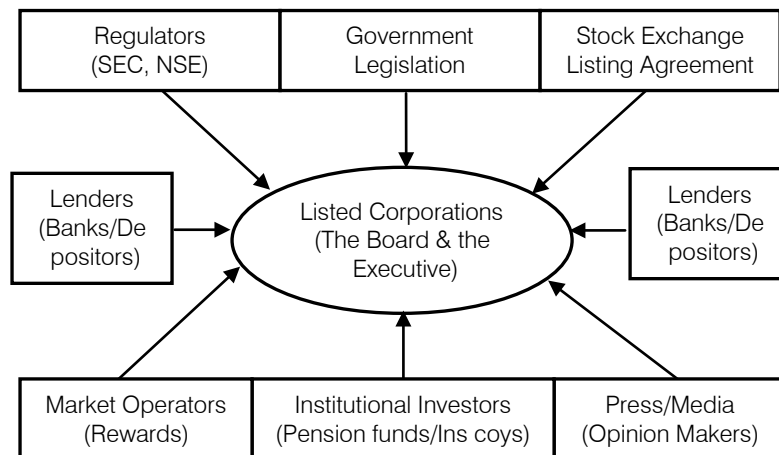 Regulators
(SEC, NSE)
Government
Legislation
Stock Exchange
Listing Agreement
Lenders
(Banks/De
positors)
Listed Corporations
(The Board & the
Executive)
Lenders
(Banks/De
positors)
Market Operators
(Rewards)
Institutional Investors
(Pension funds/Ins coys)
Press/Media
(Opinion Makers)